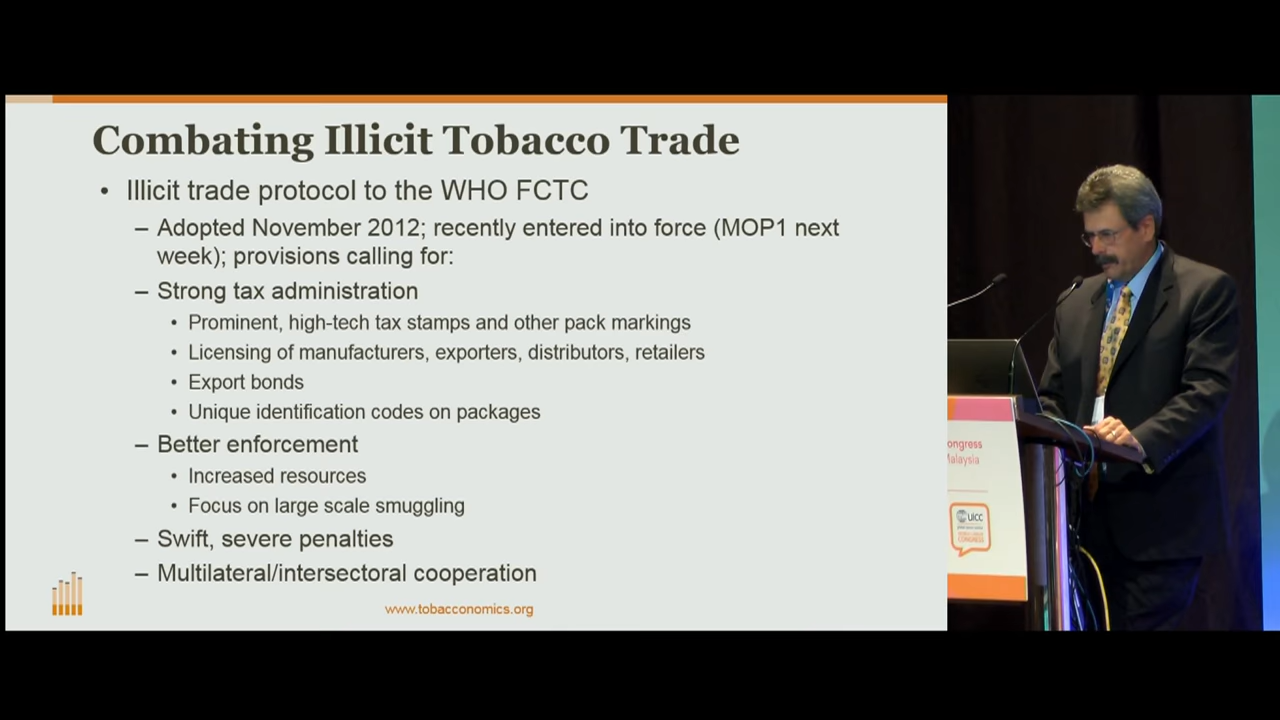 Combating Illicit Tobacco Trade
• Illicit trade protocol to the WHO FCTC
– Adopted November 2012; recently entered into force (MOP1 next
week); provisions calling for:
– Strong tax administration
• Prominent, high-tech tax stamps and other pack markings
• Licensing of manufacturers, exporters, distributors, retailers
• Export bonds
• Unique identification codes on packages
– Better enforcement
• Increased resources
• Focus on large scale smuggling
– Swift, severe penalties
– Multilateral/intersectoral cooperation
www.tobacconomics.org
ongress
Malaysia
uicc
CONGRESS